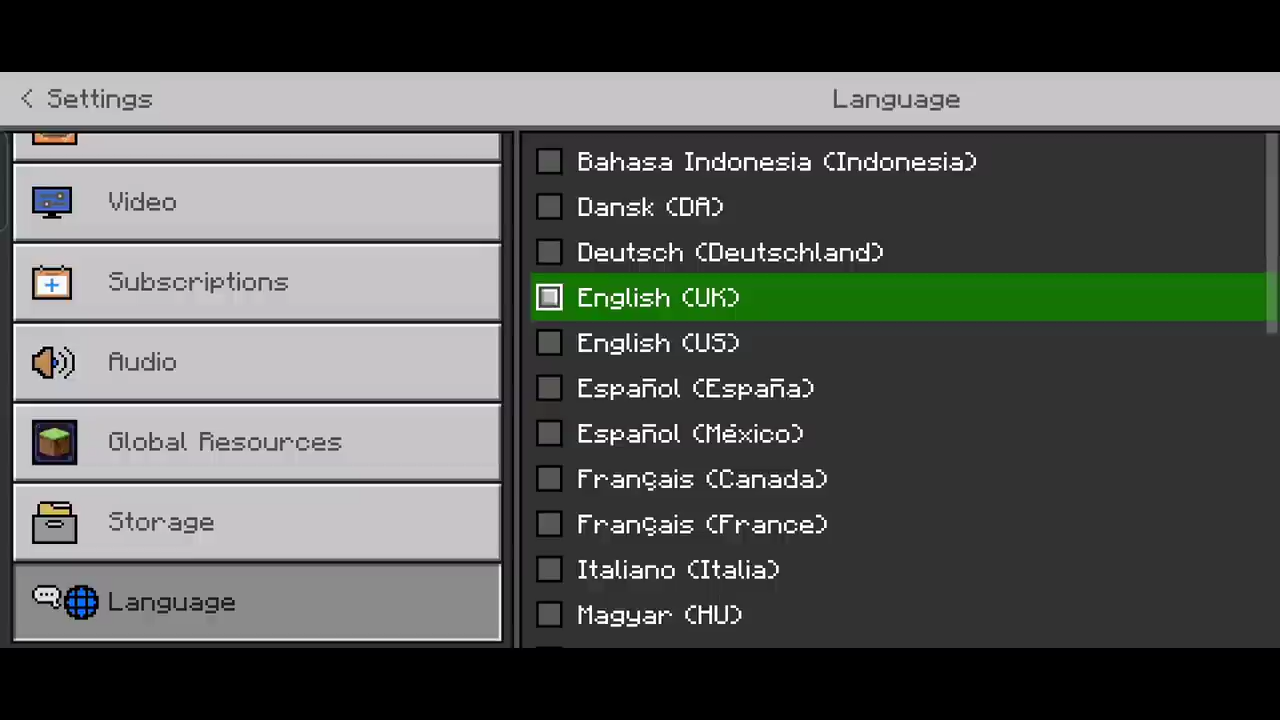 Settings
Language
Video
Subscriptions
Audio
Global Resources
Storage
Language
Bahasa Indonesia (Indonesia)
Dansk (DA)
Deutsch (Deutschland)
English (UK)
English (US)
Español (España)
Español (México)
Français (Canada)
Français (France)
Italiano (Italia)
Magyar (HU)